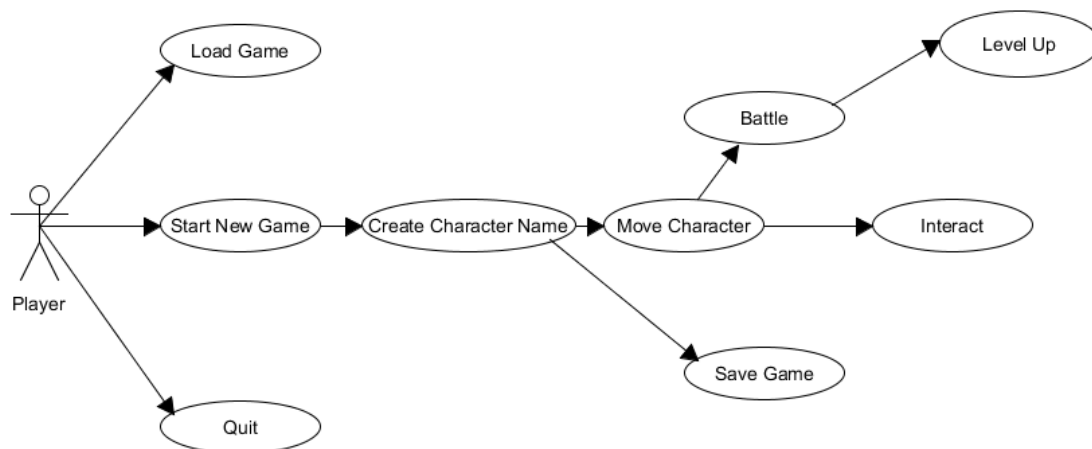 Load Game
Level Up
Battle
Start New Game
Create Character Name
Move Character
Interact
Player
Save Game
Quit